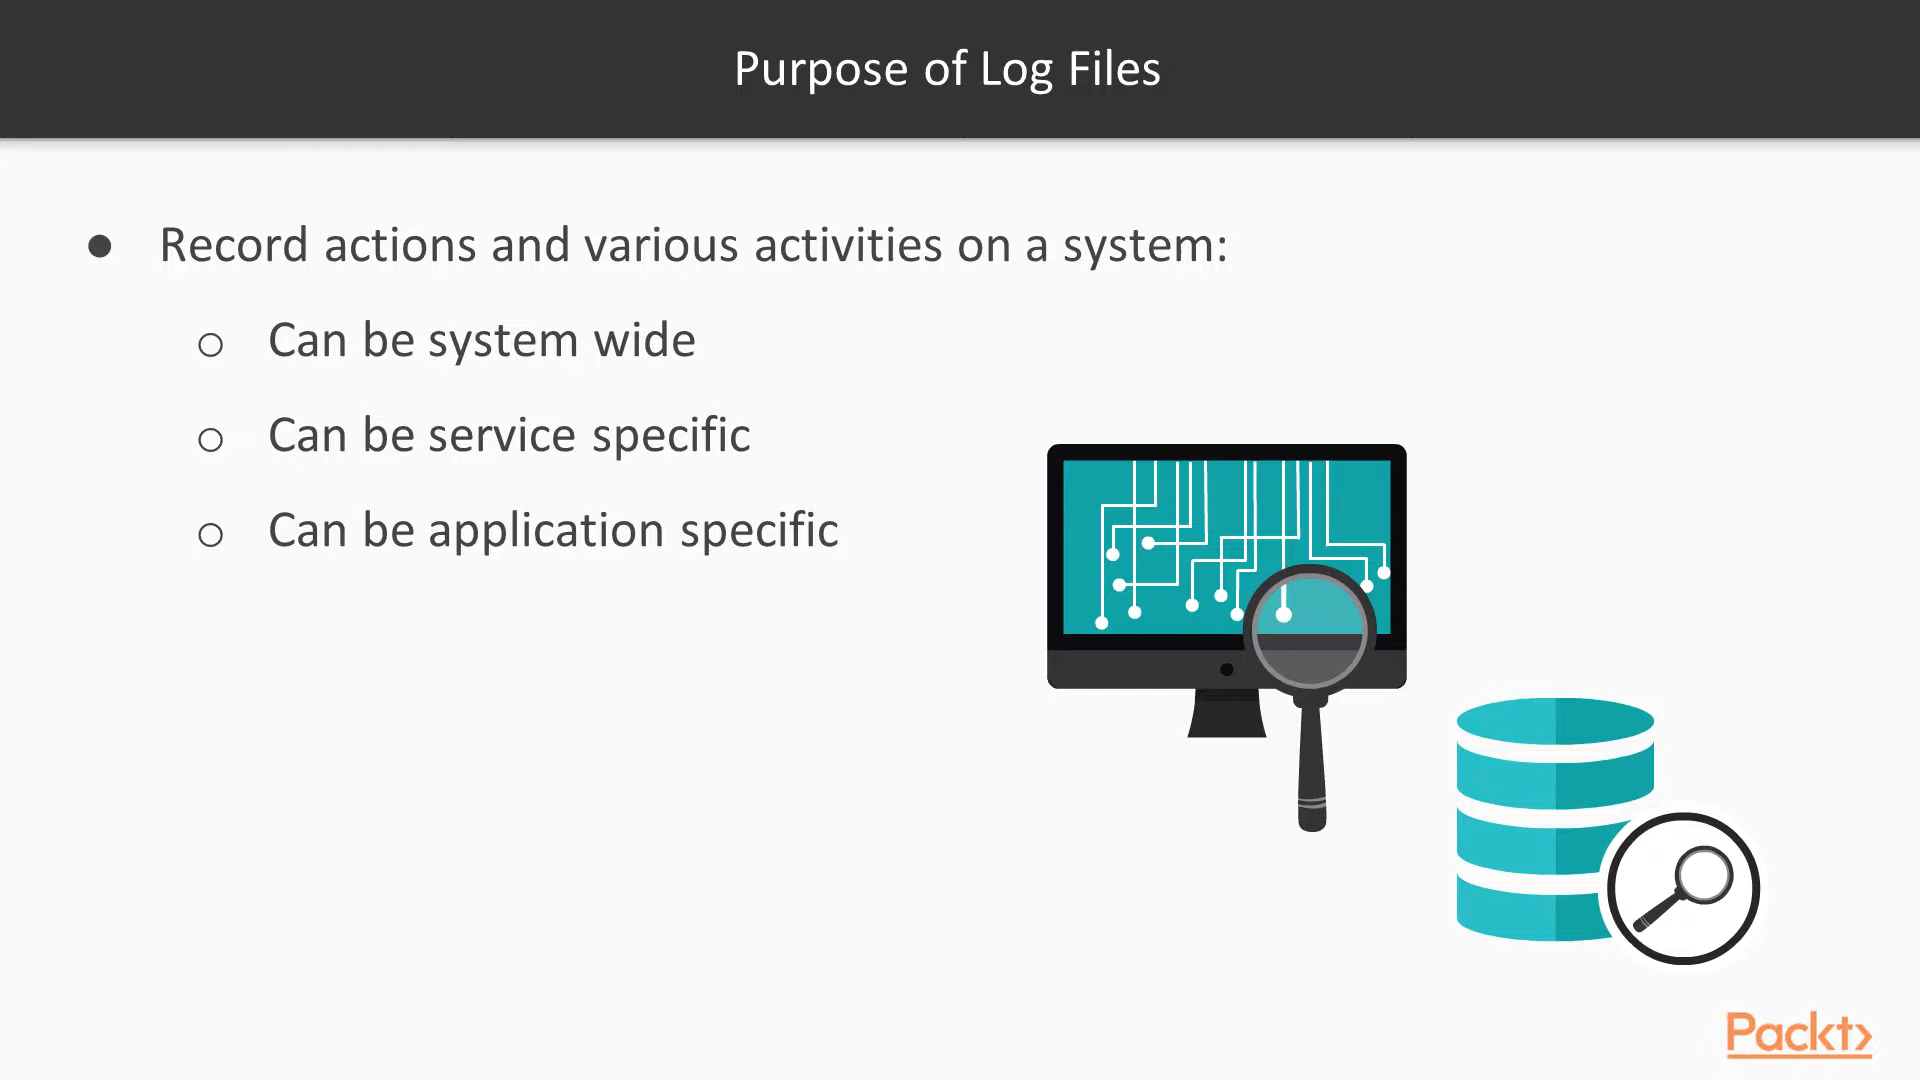 Purpose of Log Files
● Record actions and various activities on a system:
○ Can be system wide
○ Can be service specific
○ Can be application specific
Packt>